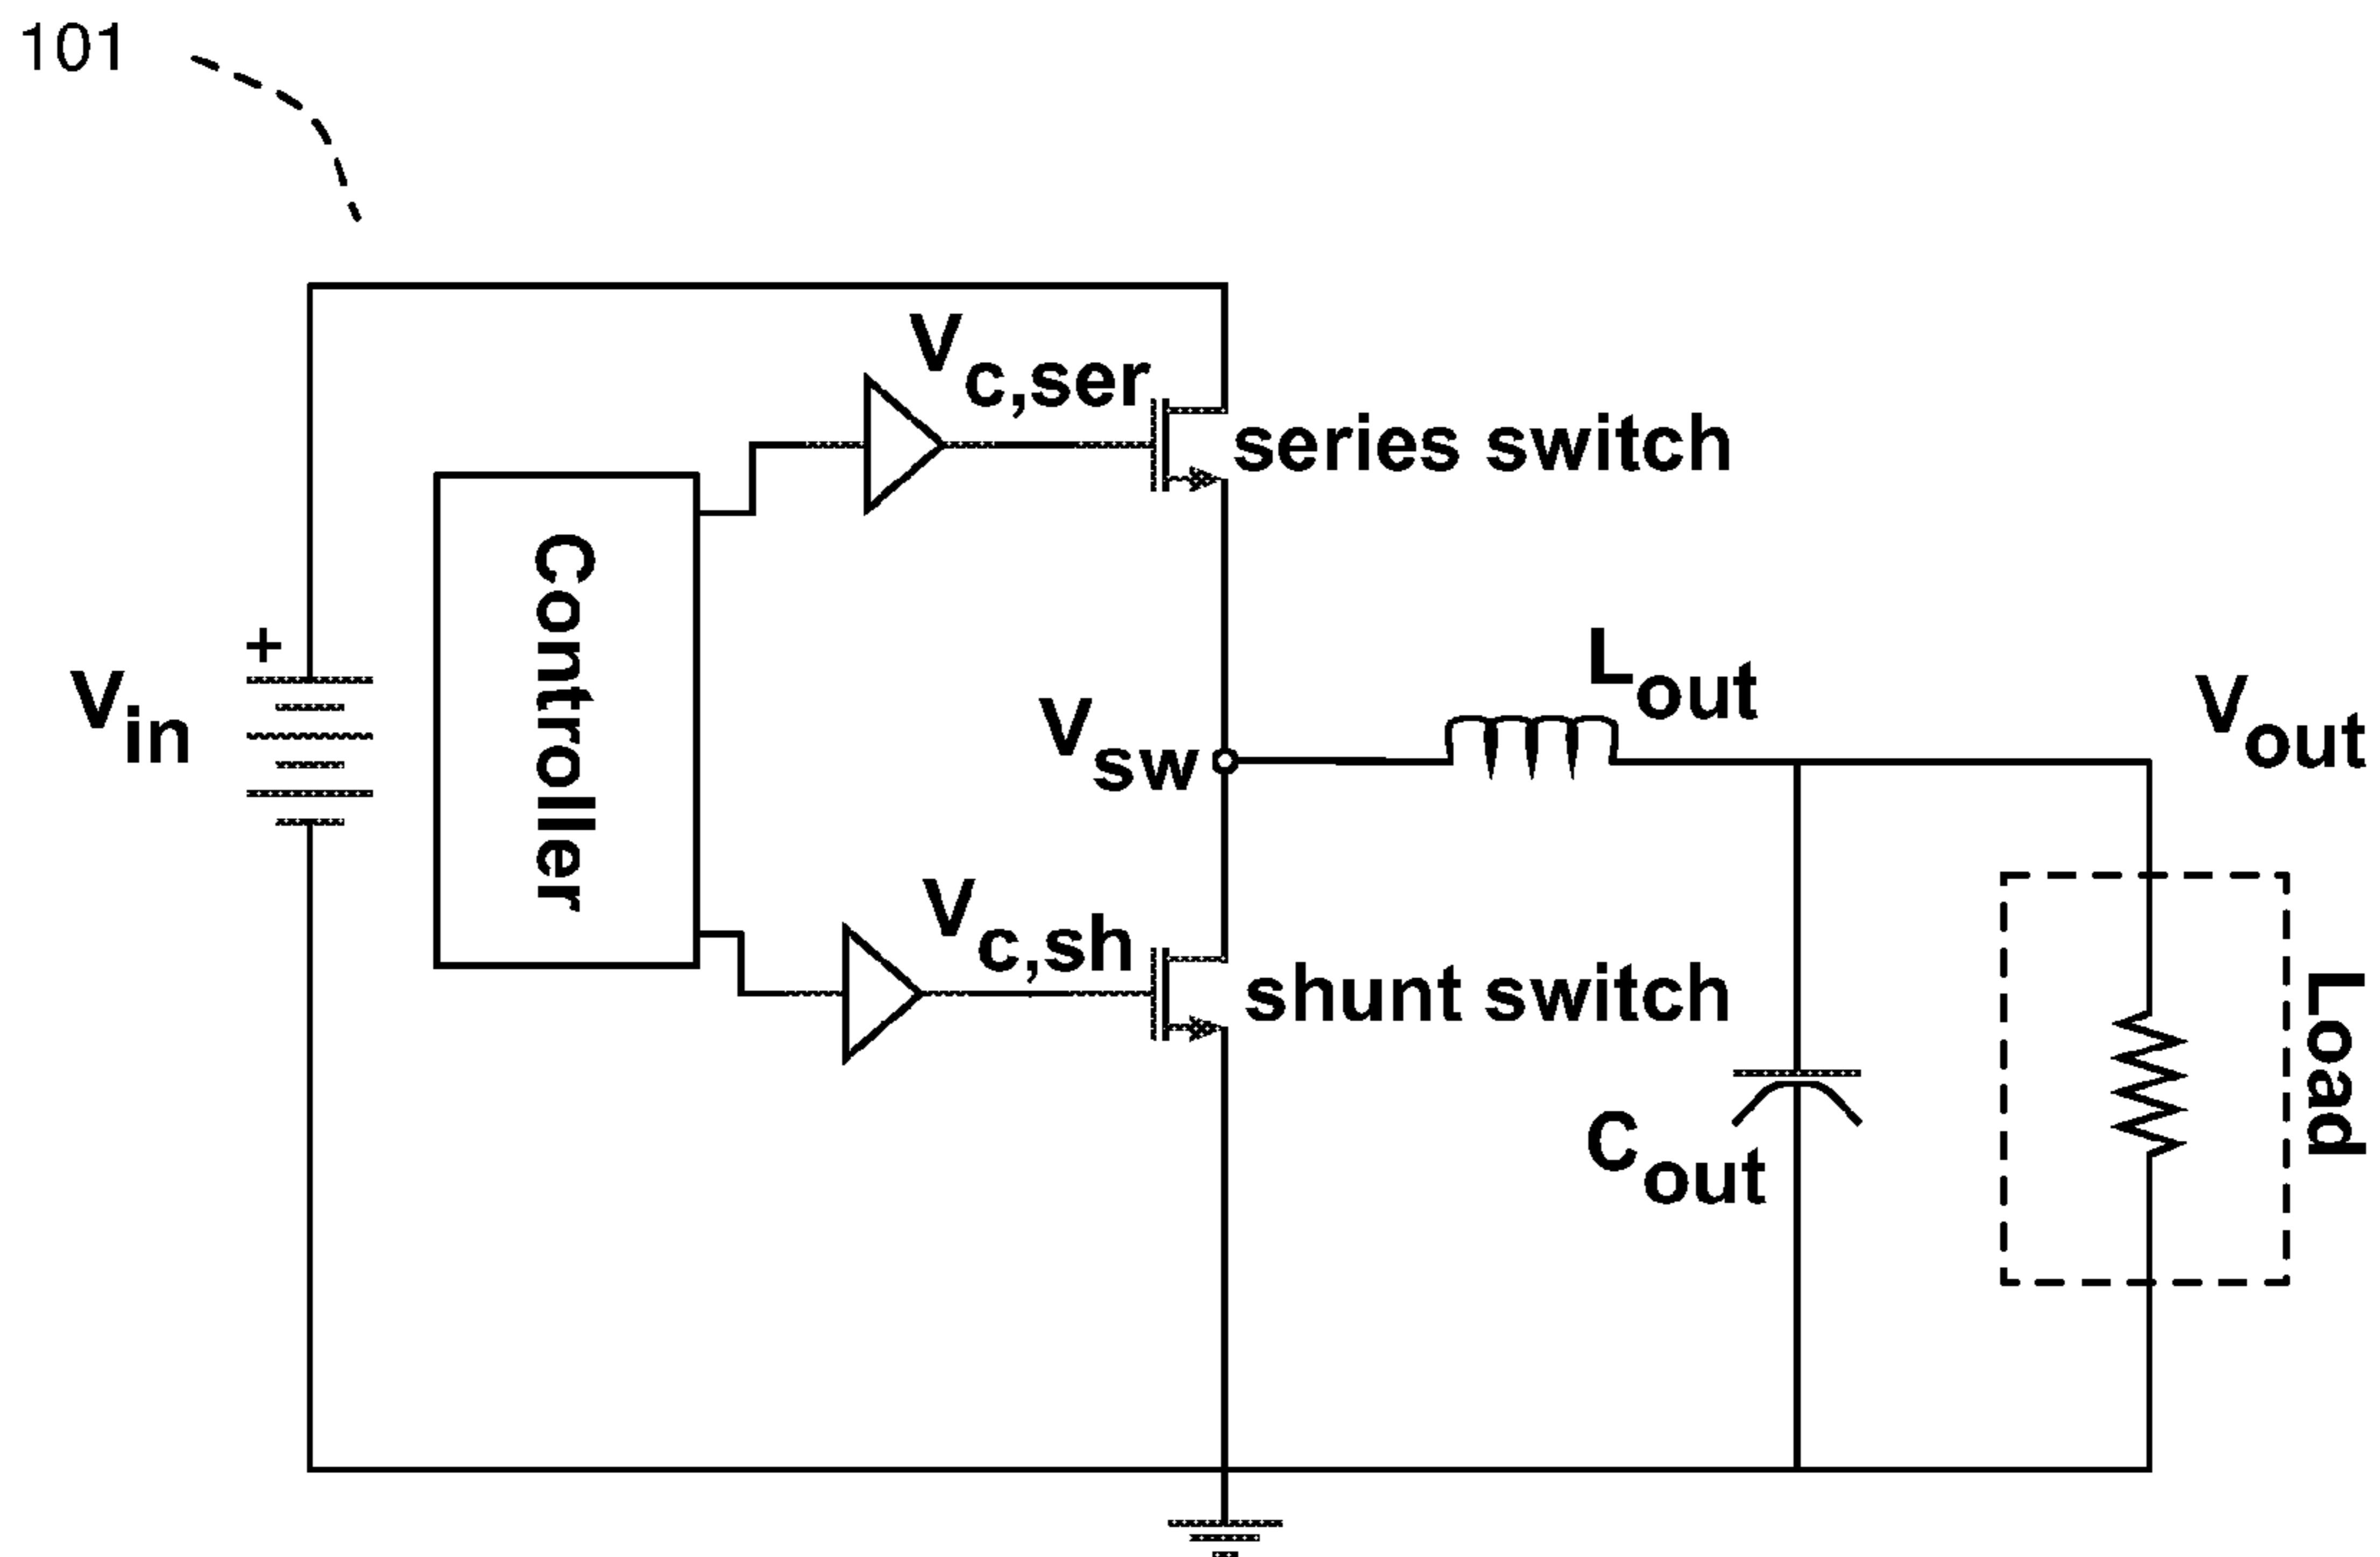 101
Vc,ser
series switch
Controller
+
Vin
Lout
Vout
Vsw
Vc,sh
shunt switch
Load
Cout